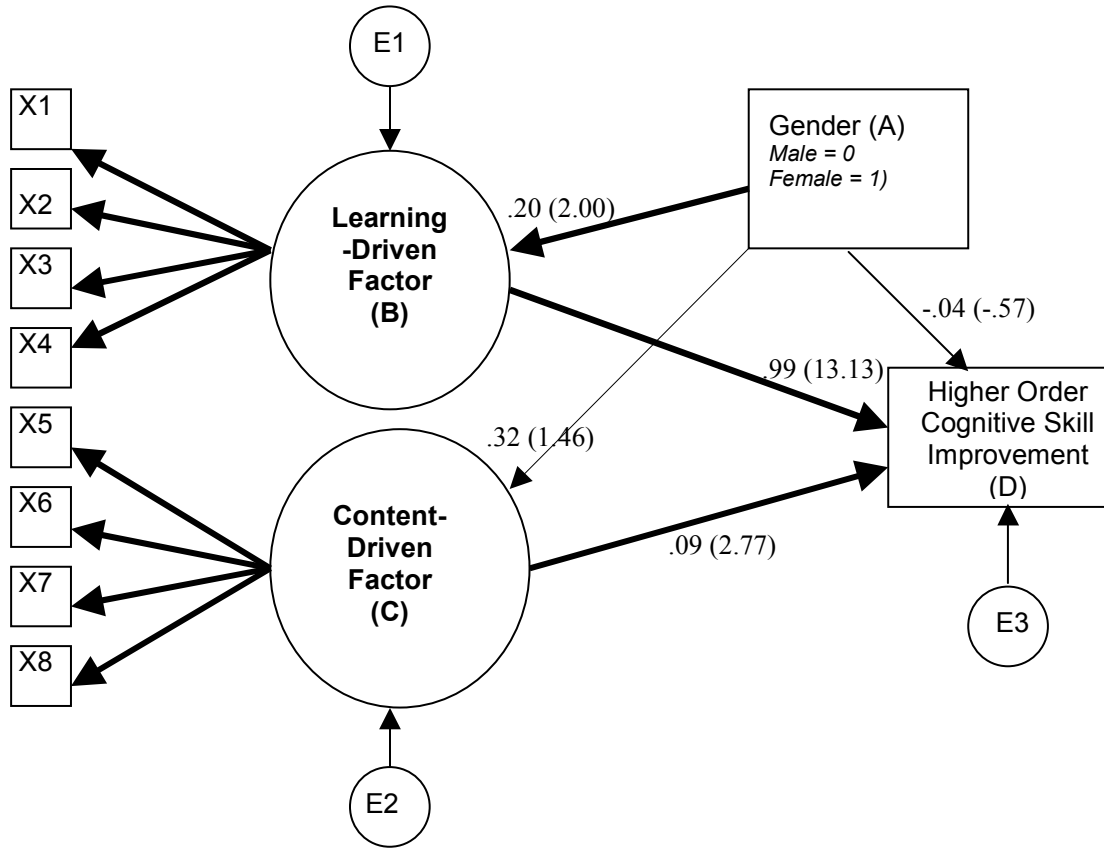 E1
X1
X2
X3
X4
X5
X6
X7
X8
Learning
-Driven
Factor
(B)
Gender (A)
Male = 0
Female = 1)
.20 (2.00)
-.04 (-.57)
.99 (13.13)
.32 (1.46)
.09 (2.77)
Higher Order
Cognitive Skill
Improvement
(D)
Content-
Driven
Factor
(C)
E3
E2